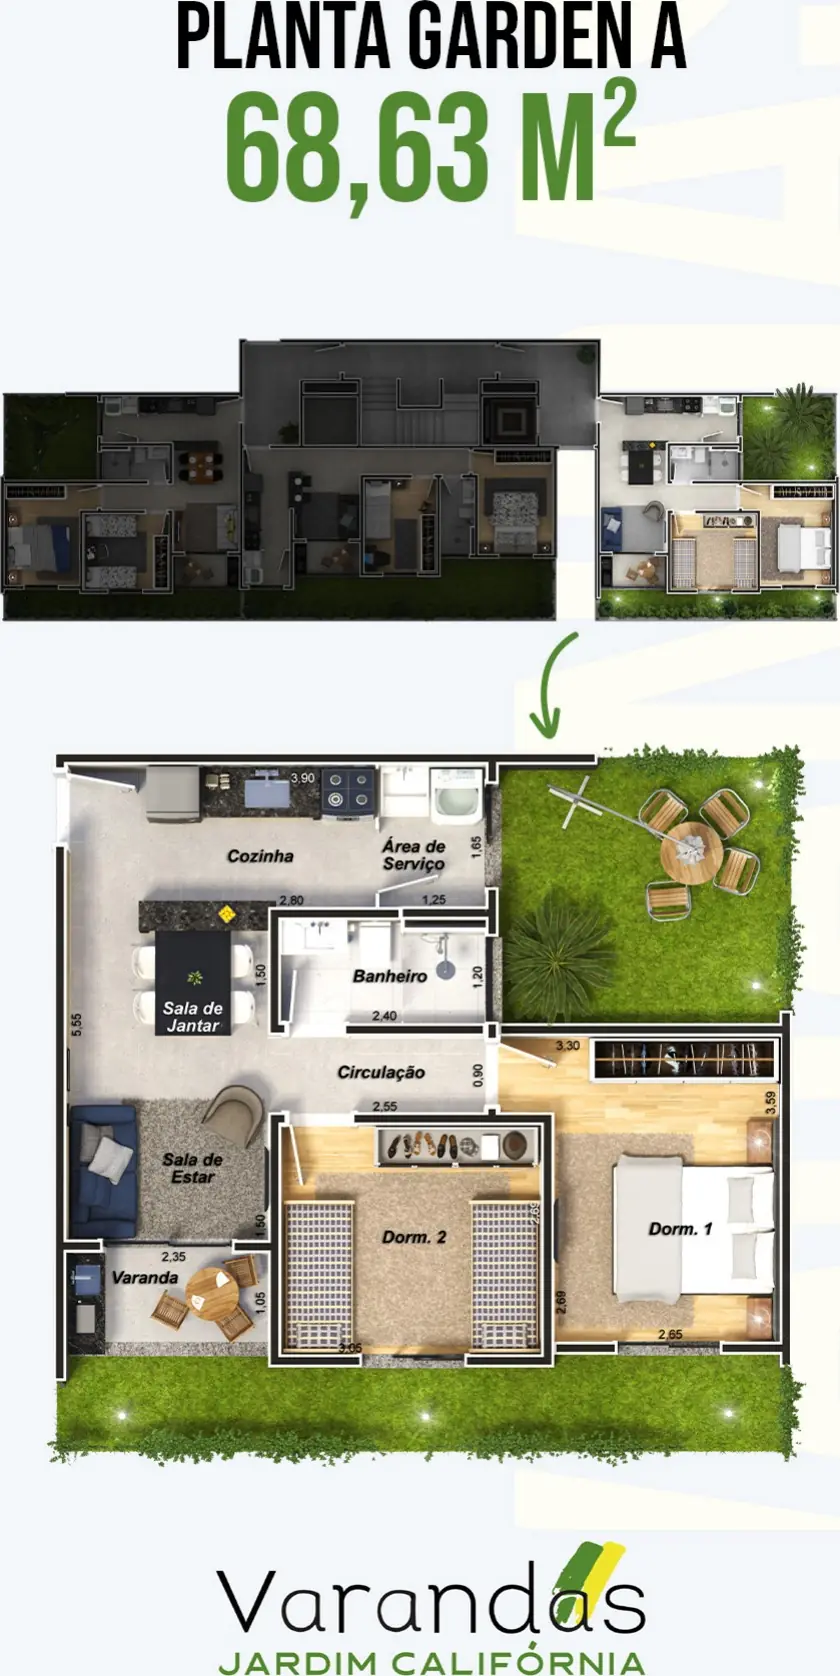 PLANTA GARDEN A
68,63 M²
3,90
Cozinha
Área de
Serviço
1,65
2,80
1,25
Banheiro
1,50
1,20
Sala de
Jantar
2,40
5,55
3,30
Circulação
0,90
2,55
3,59
Sala de
Estar
1,50
2,69
Dorm. 2
Dorm. 1
2,35
Varanda
1,05
2,69
3,05
2,65
Varandas
JARDIM CALIFÓRNIA